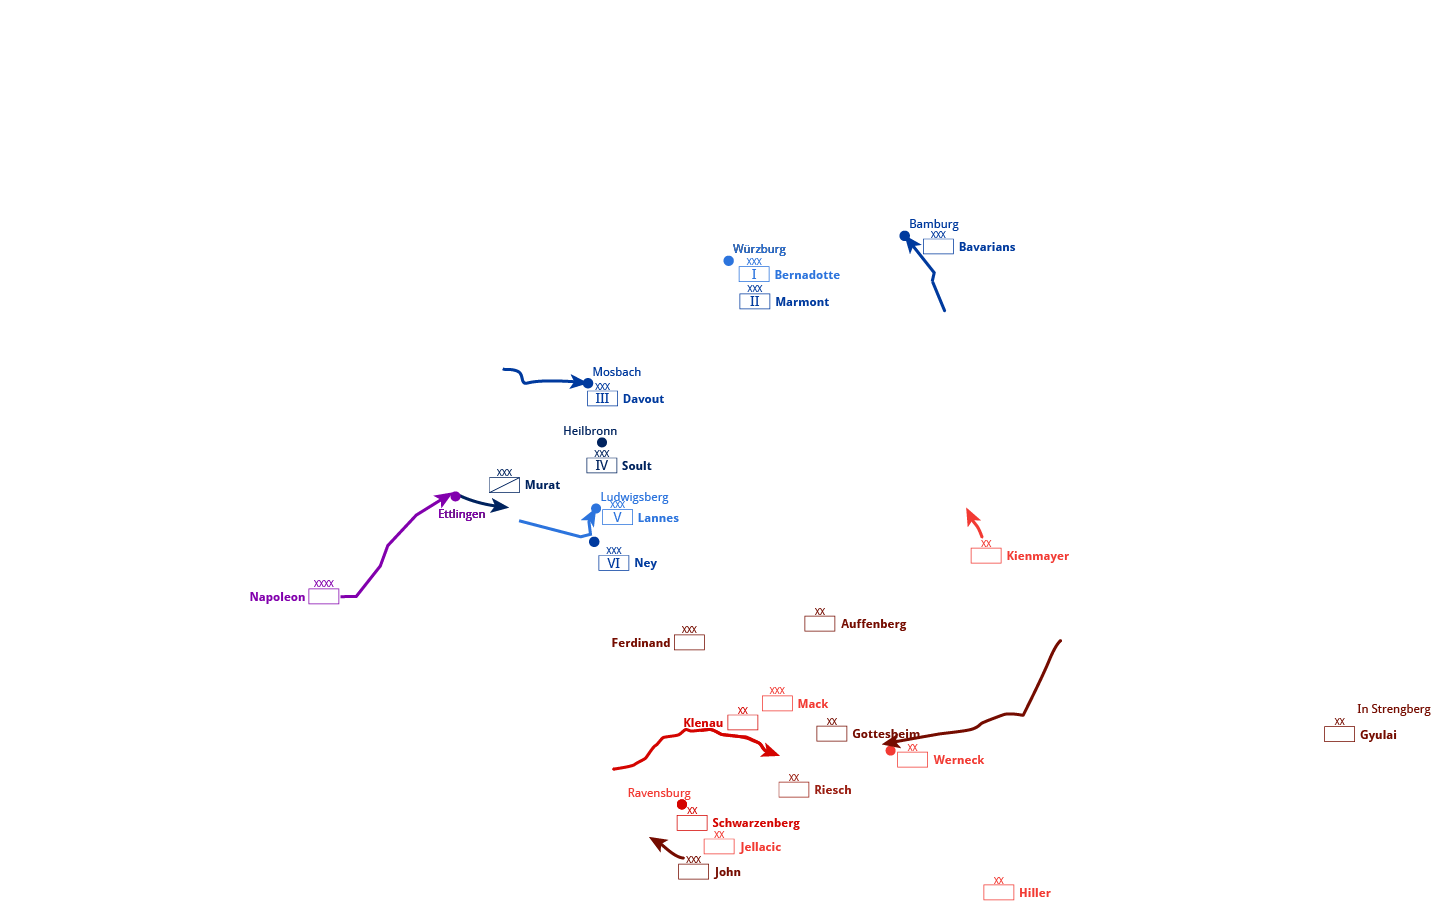 Bamburg
XXX
Bavarians
Würzburg
XXX
I Bernadotte
XXX
II Marmont
Mosbach
XXX
III Davout
Heilbronn
XXX
IV Soult
XXX
Murat
Ettlingen
Ludwigsberg
XXX
V Lannes
XXX
VI Ney
XXXX
Napoleon
XX
Kienmayer
XX
Auffenberg
XXX
Ferdinand
XXX
Mack
XX
Klenau
XX
Gottesheim
XX
Werneck
In Strengberg
XX
Gyulai
XX
Riesch
Ravensburg
XX
Schwarzenberg
XX
Jellacic
XXX
John
XX
Hiller